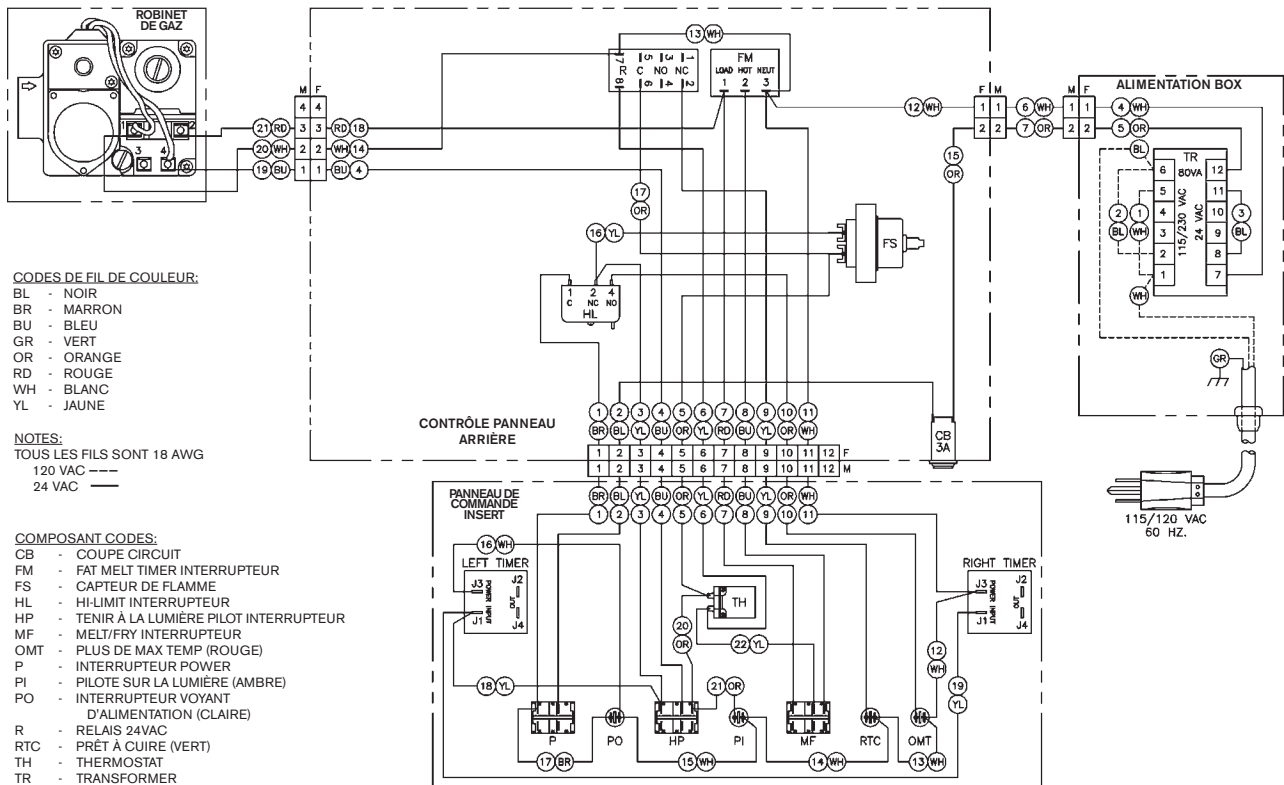 ROBINET
DE GAZ
1
2
3
4
M F
4 4
3 3
2 2
1 1
21 RD
20 WH
19 BU
RD 18
WH 14
BU 4
13 WH
7 5 3 1
R C NO NC
8 6 4 2
FM
LOAD HOT NEUT
1 2 3
12 WH
F M
1 1
2 2
6 WH
7 OR
M F
1 1
2 2
ALIMENTATION BOX
4 WH
5 OR
BL
TR
80VA
115/230 VAC
24 VAC
6 12
5 11
4 10
3 9
2 8
1 7
2 BL
1 WH
3 BL
WH
GR
15 OR
17 OR
16 YL
FS
1 2 4
C NC NO
HL
CODES DE FIL DE COULEUR:
BL - NOIR
BR - MARRON
BU - BLEU
GR - VERT
OR - ORANGE
RD - ROUGE
WH - BLANC
YL - JAUNE
NOTES:
TOUS LES FILS SONT 18 AWG
120 VAC ---
24 VAC —
CONTRÔLE PANNEAU
ARRIÈRE
CB
3A
1 2 3 4 5 6 7 8 9 10 11
BR BL YL BU OR YL RD BU YL OR WH
1 2 3 4 5 6 7 8 9 10 11 12 F
1 2 3 4 5 6 7 8 9 10 11 12 M
BR BL YL BU OR YL RD BU YL OR WH
1 2 3 4 5 6 7 8 9 10 11
115/120 VAC
60 HZ.
PANNEAU DE
COMMANDE
INSERT
16 WH
LEFT TIMER
J3 J2
POWER INPUT OUT
J1 J4
RIGHT TIMER
J3 J2
POWER INPUT OUT
J1 J4
TH
20 OR
22 YL
12 WH
19 YL
18 YL
21 OR
P PO HP PI MF RTC OMT
17 BR
15 WH
14 WH
13 WH
COMPOSANT CODES:
CB - COUPE CIRCUIT
FM - FAT MELT TIMER INTERRUPTEUR
FS - CAPTEUR DE FLAMME
HL - HI-LIMIT INTERRUPTEUR
HP - TENIR À LA LUMIÈRE PILOT INTERRUPTEUR
MF - MELT/FRY INTERRUPTEUR
OMT - PLUS DE MAX TEMP (ROUGE)
P - INTERRUPTEUR POWER
PI - PILOTE SUR LA LUMIÈRE (AMBRE)
PO - INTERRUPTEUR VOYANT
D'ALIMENTATION (CLAIRE)
R - RELAIS 24VAC
RTC - PRÊT À CUIRE (VERT)
TH - THERMOSTAT
TR - TRANSFORMER